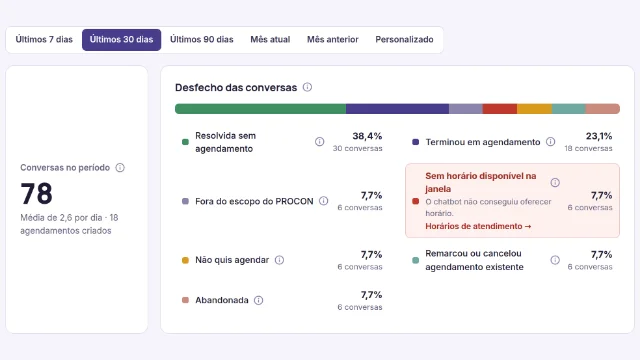 Últimos 7 dias
Últimos 30 dias
Últimos 90 dias
Mês atual
Mês anterior
Personalizado
Conversas no período
78
Média de 2,6 por dia · 18
agendamentos criados
Desfecho das conversas
Resolvida sem
agendamento
38,4%
30 conversas
Terminou em agendamento
23,1%
18 conversas
Fora do escopo do PROCON
7,7%
6 conversas
Sem horário disponível na
janela
O chatbot não conseguiu oferecer
horário.
Horários de atendimento →
7,7%
6 conversas
Não quis agendar
7,7%
6 conversas
Remarcou ou cancelou
agendamento existente
7,7%
6 conversas
Abandonada
7,7%
6 conversas